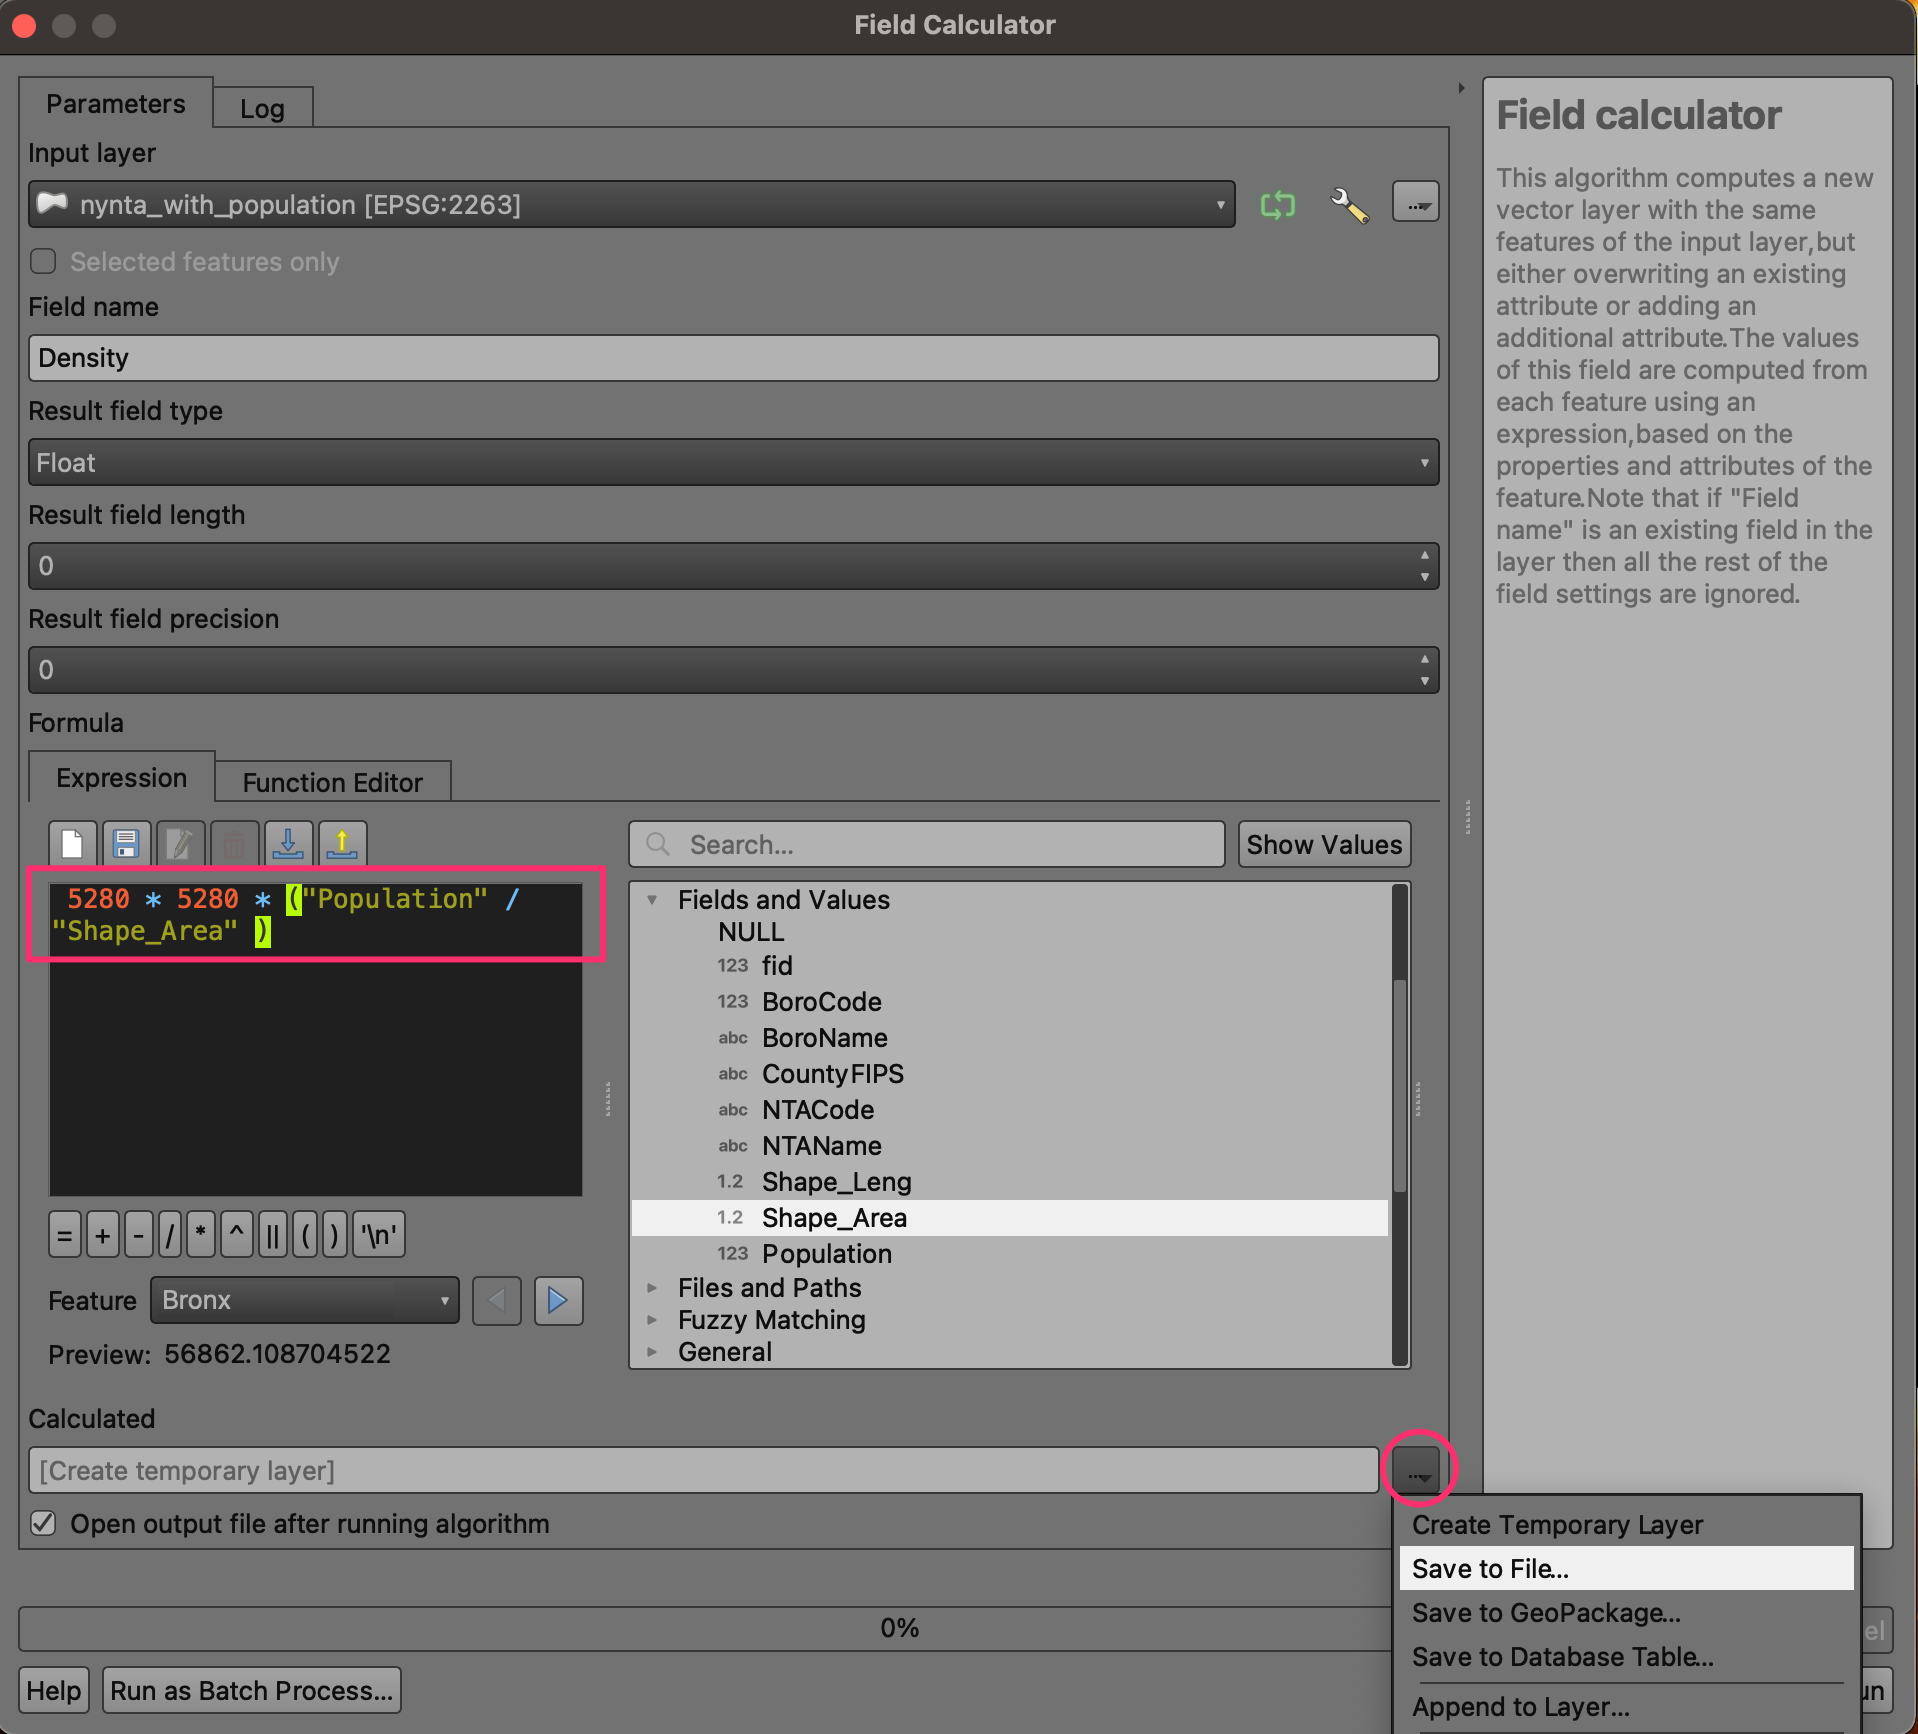 Field Calculator
Parameters
Log
Input layer
nynta_with_population [EPSG:2263]
...
Selected features only
Field name
Density
Result field type
Float
Result field length
0
Result field precision
0
Formula
Expression
Function Editor
5280 * 5280 * ("Population" /
"Shape_Area" )
Search...
Show Values
Fields and Values
NULL
123 fid
123 BoroCode
abc BoroName
abc CountyFIPS
abc NTACode
abc NTAName
1.2 Shape_Leng
1.2 Shape_Area
123 Population
Files and Paths
Fuzzy Matching
General
= + - / * ^ || ( ) '\n'
Feature Bronx
Preview: 56862.108704522
Calculated
[Create temporary layer]
...
Open output file after running algorithm
0%
Help
Run as Batch Process...
Create Temporary Layer
Save to File...
Save to GeoPackage...
Save to Database Table...
Append to Layer...
Field calculator
This algorithm computes a new
vector layer with the same
features of the input layer,but
either overwriting an existing
attribute or adding an
additional attribute.The values
of this field are computed from
each feature using an
expression,based on the
properties and attributes of the
feature.Note that if "Field
name" is an existing field in the
layer then all the rest of the
field settings are ignored.